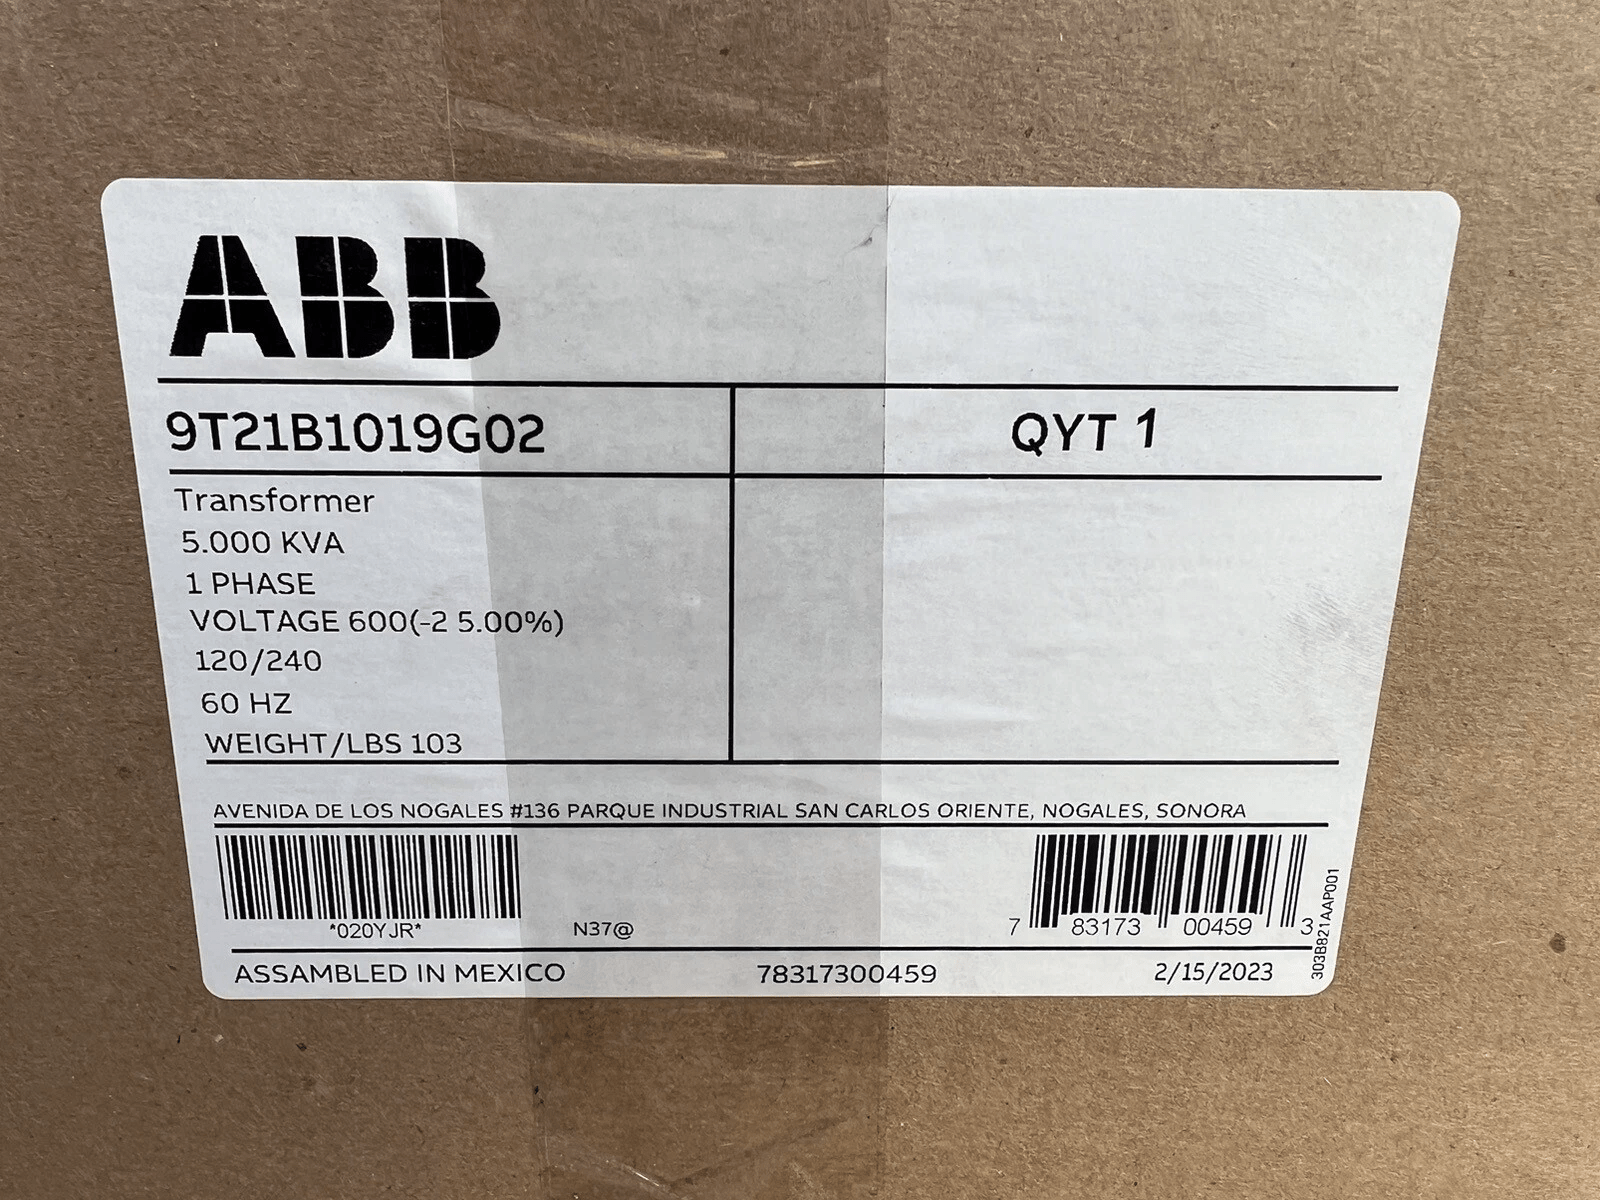 ABB
9T21B1019G02
QYT 1
Transformer
5.000 KVA
1 PHASE
VOLTAGE 600(-2 5.00%)
120/240
60 HZ
WEIGHT/LBS 103
AVENIDA DE LOS NOGALES #136 PARQUE INDUSTRIAL SAN CARLOS ORIENTE, NOGALES, SONORA
*020YJR*
N37@
7 83173 00459 3
303B821AAP001
ASSAMBLED IN MEXICO
78317300459
2/15/2023